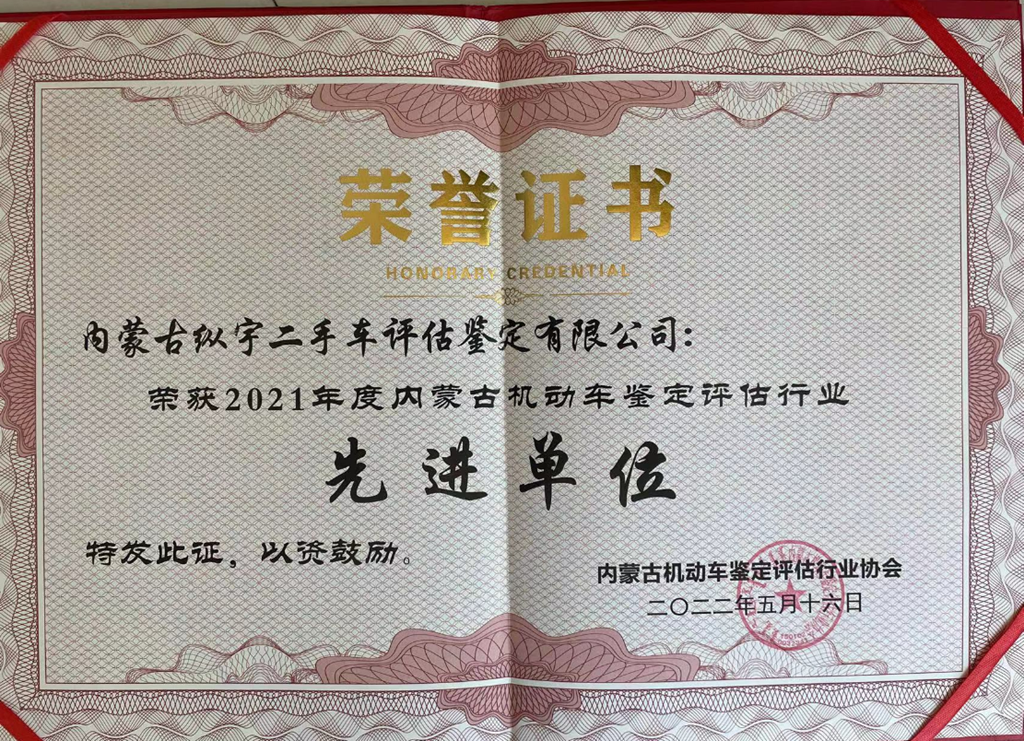 荣誉证书
HONORARY CREDENTIAL
内蒙古纵宇二手车评估鉴定有限公司：
荣获2021年度内蒙古机动车鉴定评估行业
先进单位
特发此证，以资鼓励。
内蒙古机动车鉴定评估行业协会
二〇二二年五月十六日